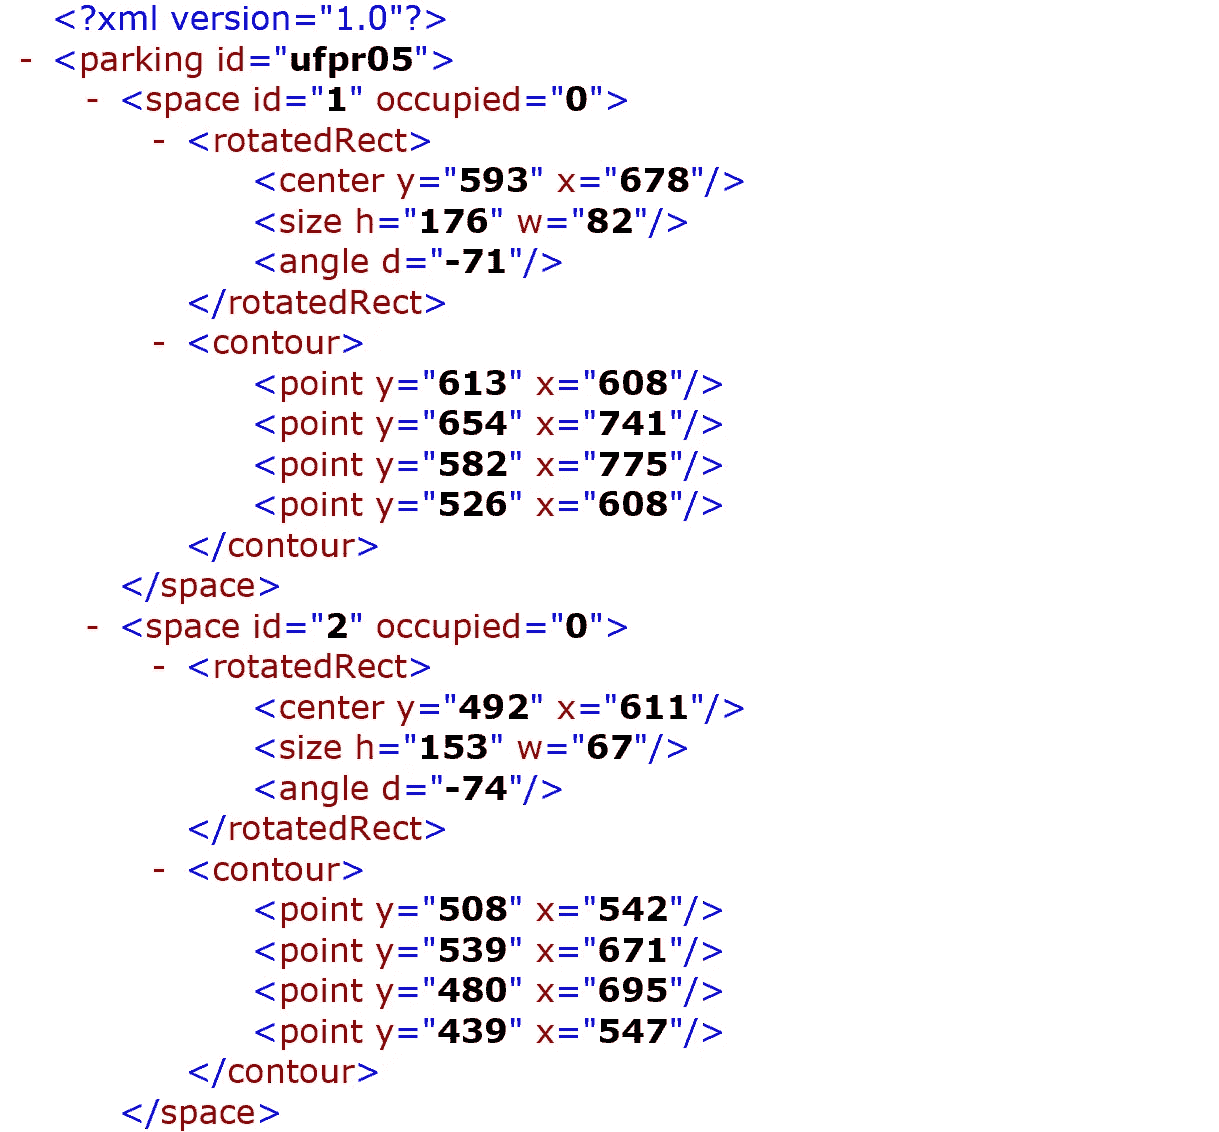 <?xml version="1.0"?>
- <parking id="ufpr05">
- <space id="1" occupied="0">
- <rotatedRect>
<center y="593" x="678"/>
<size h="176" w="82"/>
<angle d="-71"/>
</rotatedRect>
- <contour>
<point y="613" x="608"/>
<point y="654" x="741"/>
<point y="582" x="775"/>
<point y="526" x="608"/>
</contour>
</space>
- <space id="2" occupied="0">
- <rotatedRect>
<center y="492" x="611"/>
<size h="153" w="67"/>
<angle d="-74"/>
</rotatedRect>
- <contour>
<point y="508" x="542"/>
<point y="539" x="671"/>
<point y="480" x="695"/>
<point y="439" x="547"/>
</contour>
</space>